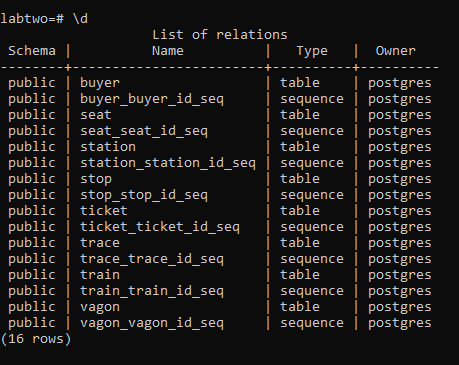 labtwo=# \d
                   List of relations
 Schema |          Name           |   Type   |  Owner
--------+-------------------------+----------+----------
 public | buyer                   | table    | postgres
 public | buyer_buyer_id_seq      | sequence | postgres
 public | seat                    | table    | postgres
 public | seat_seat_id_seq        | sequence | postgres
 public | station                 | table    | postgres
 public | station_station_id_seq  | sequence | postgres
 public | stop                    | table    | postgres
 public | stop_stop_id_seq        | sequence | postgres
 public | ticket                  | table    | postgres
 public | ticket_ticket_id_seq    | sequence | postgres
 public | trace                   | table    | postgres
 public | trace_trace_id_seq      | sequence | postgres
 public | train                   | table    | postgres
 public | train_train_id_seq      | sequence | postgres
 public | vagon                   | table    | postgres
 public | vagon_vagon_id_seq      | sequence | postgres
(16 rows)